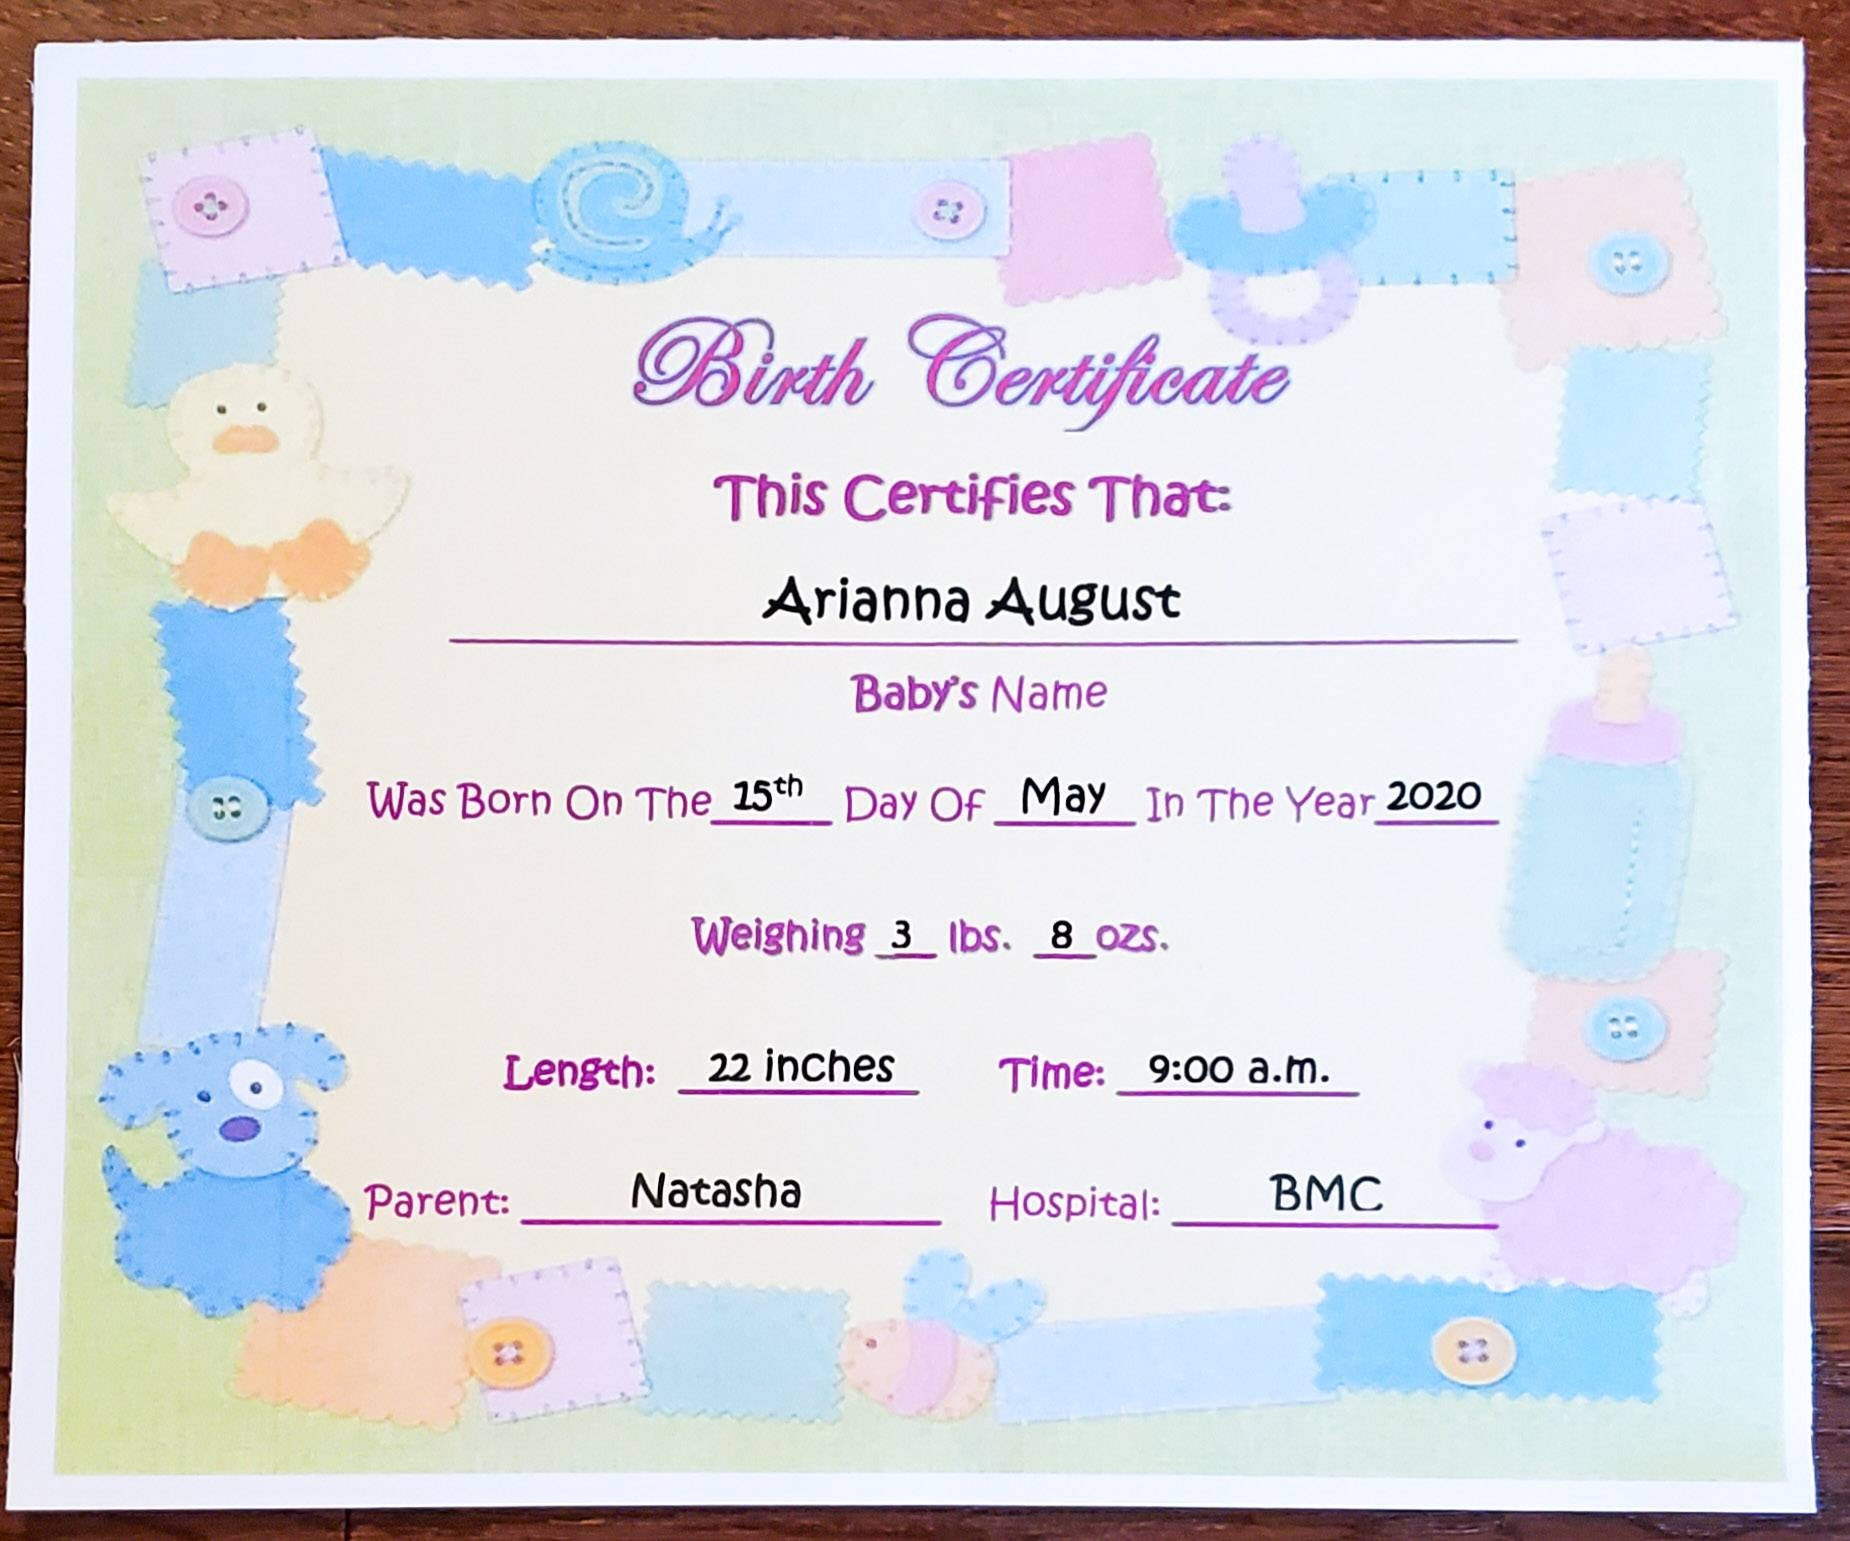 Birth Certificate
This Certifies That:
Arianna August
Baby's Name
Was Born On The 15th Day Of May In The Year 2020
Weighing 3 lbs. 8 ozs.
Length: 22 inches Time: 9:00 a.m.
Parent: Natasha Hospital: BMC